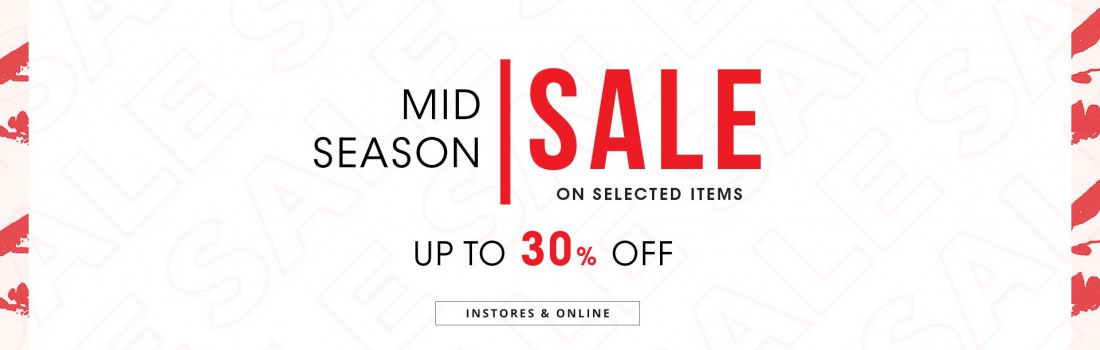 MID
SEASON
SALE
ON SELECTED ITEMS
UP TO 30% OFF
INSTORES & ONLINE